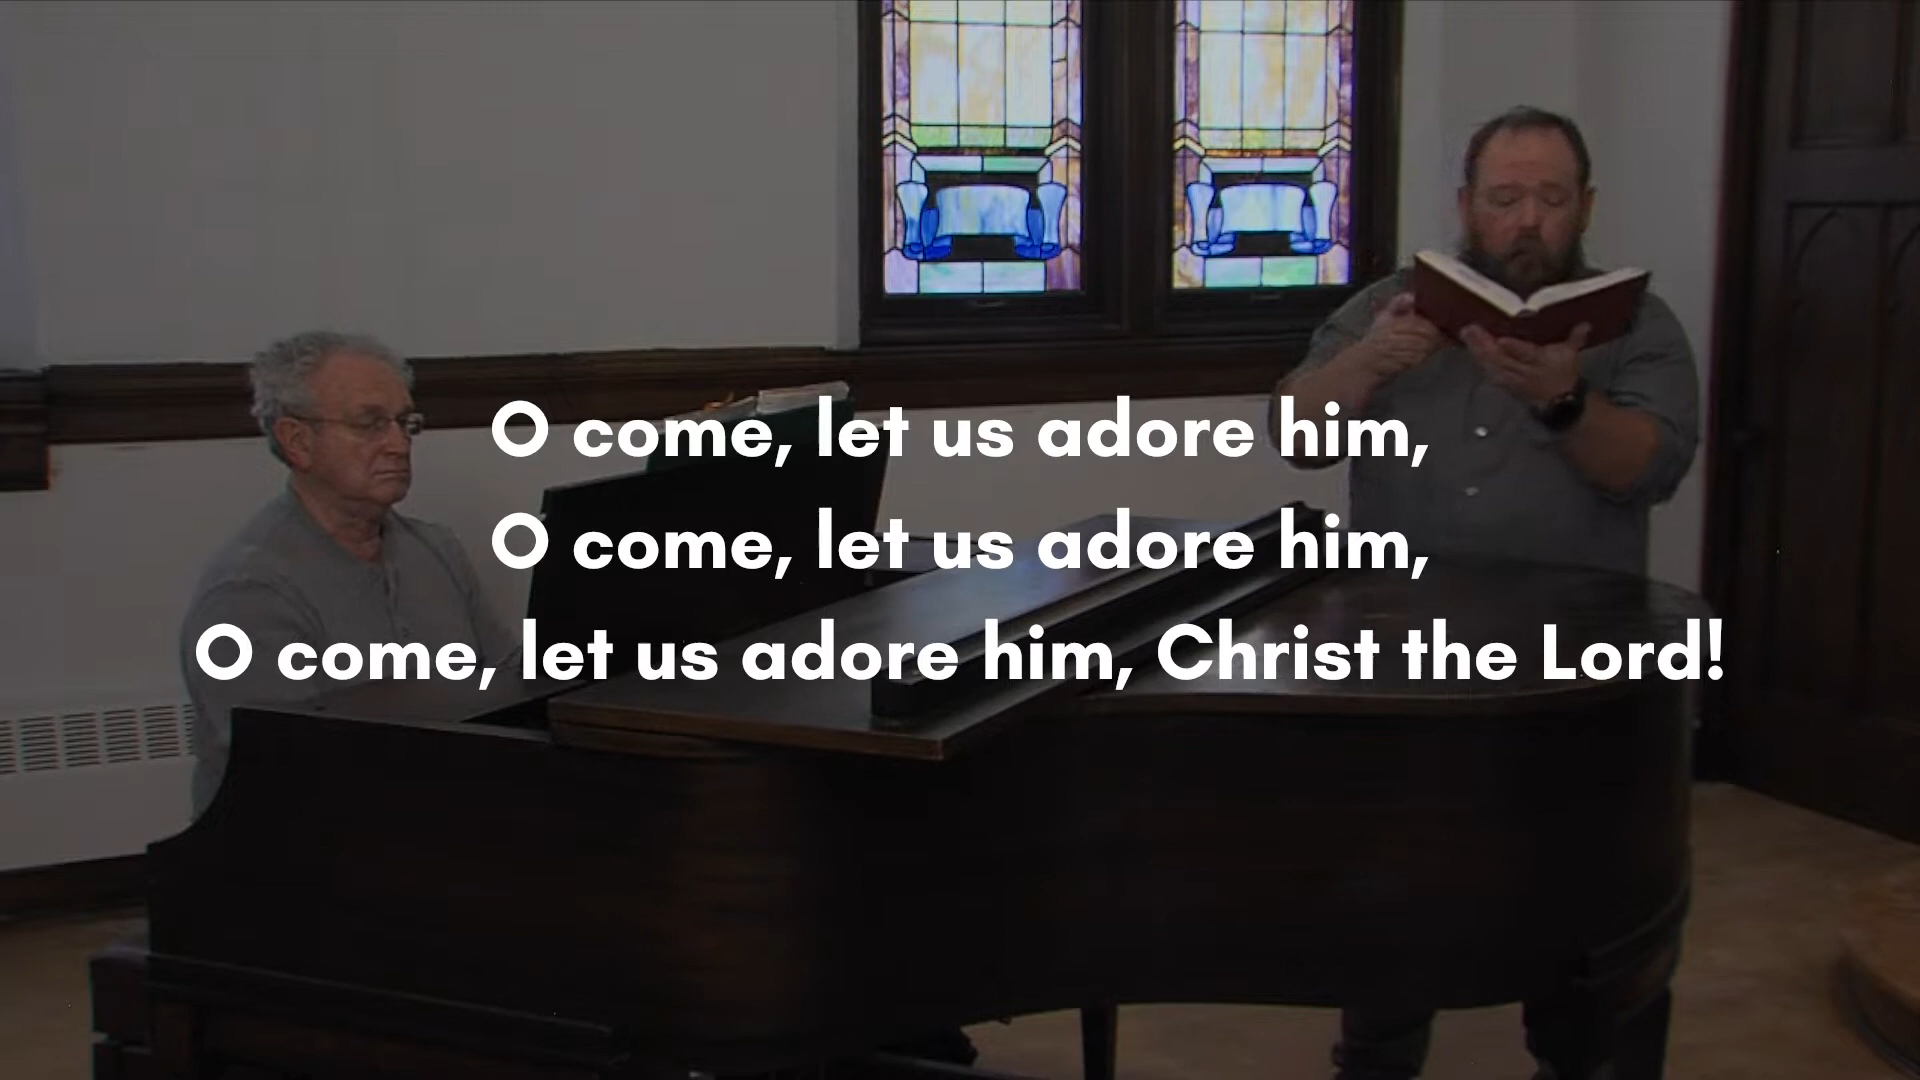 O come, let us adore him,
O come, let us adore him,
O come, let us adore him, Christ the Lord!